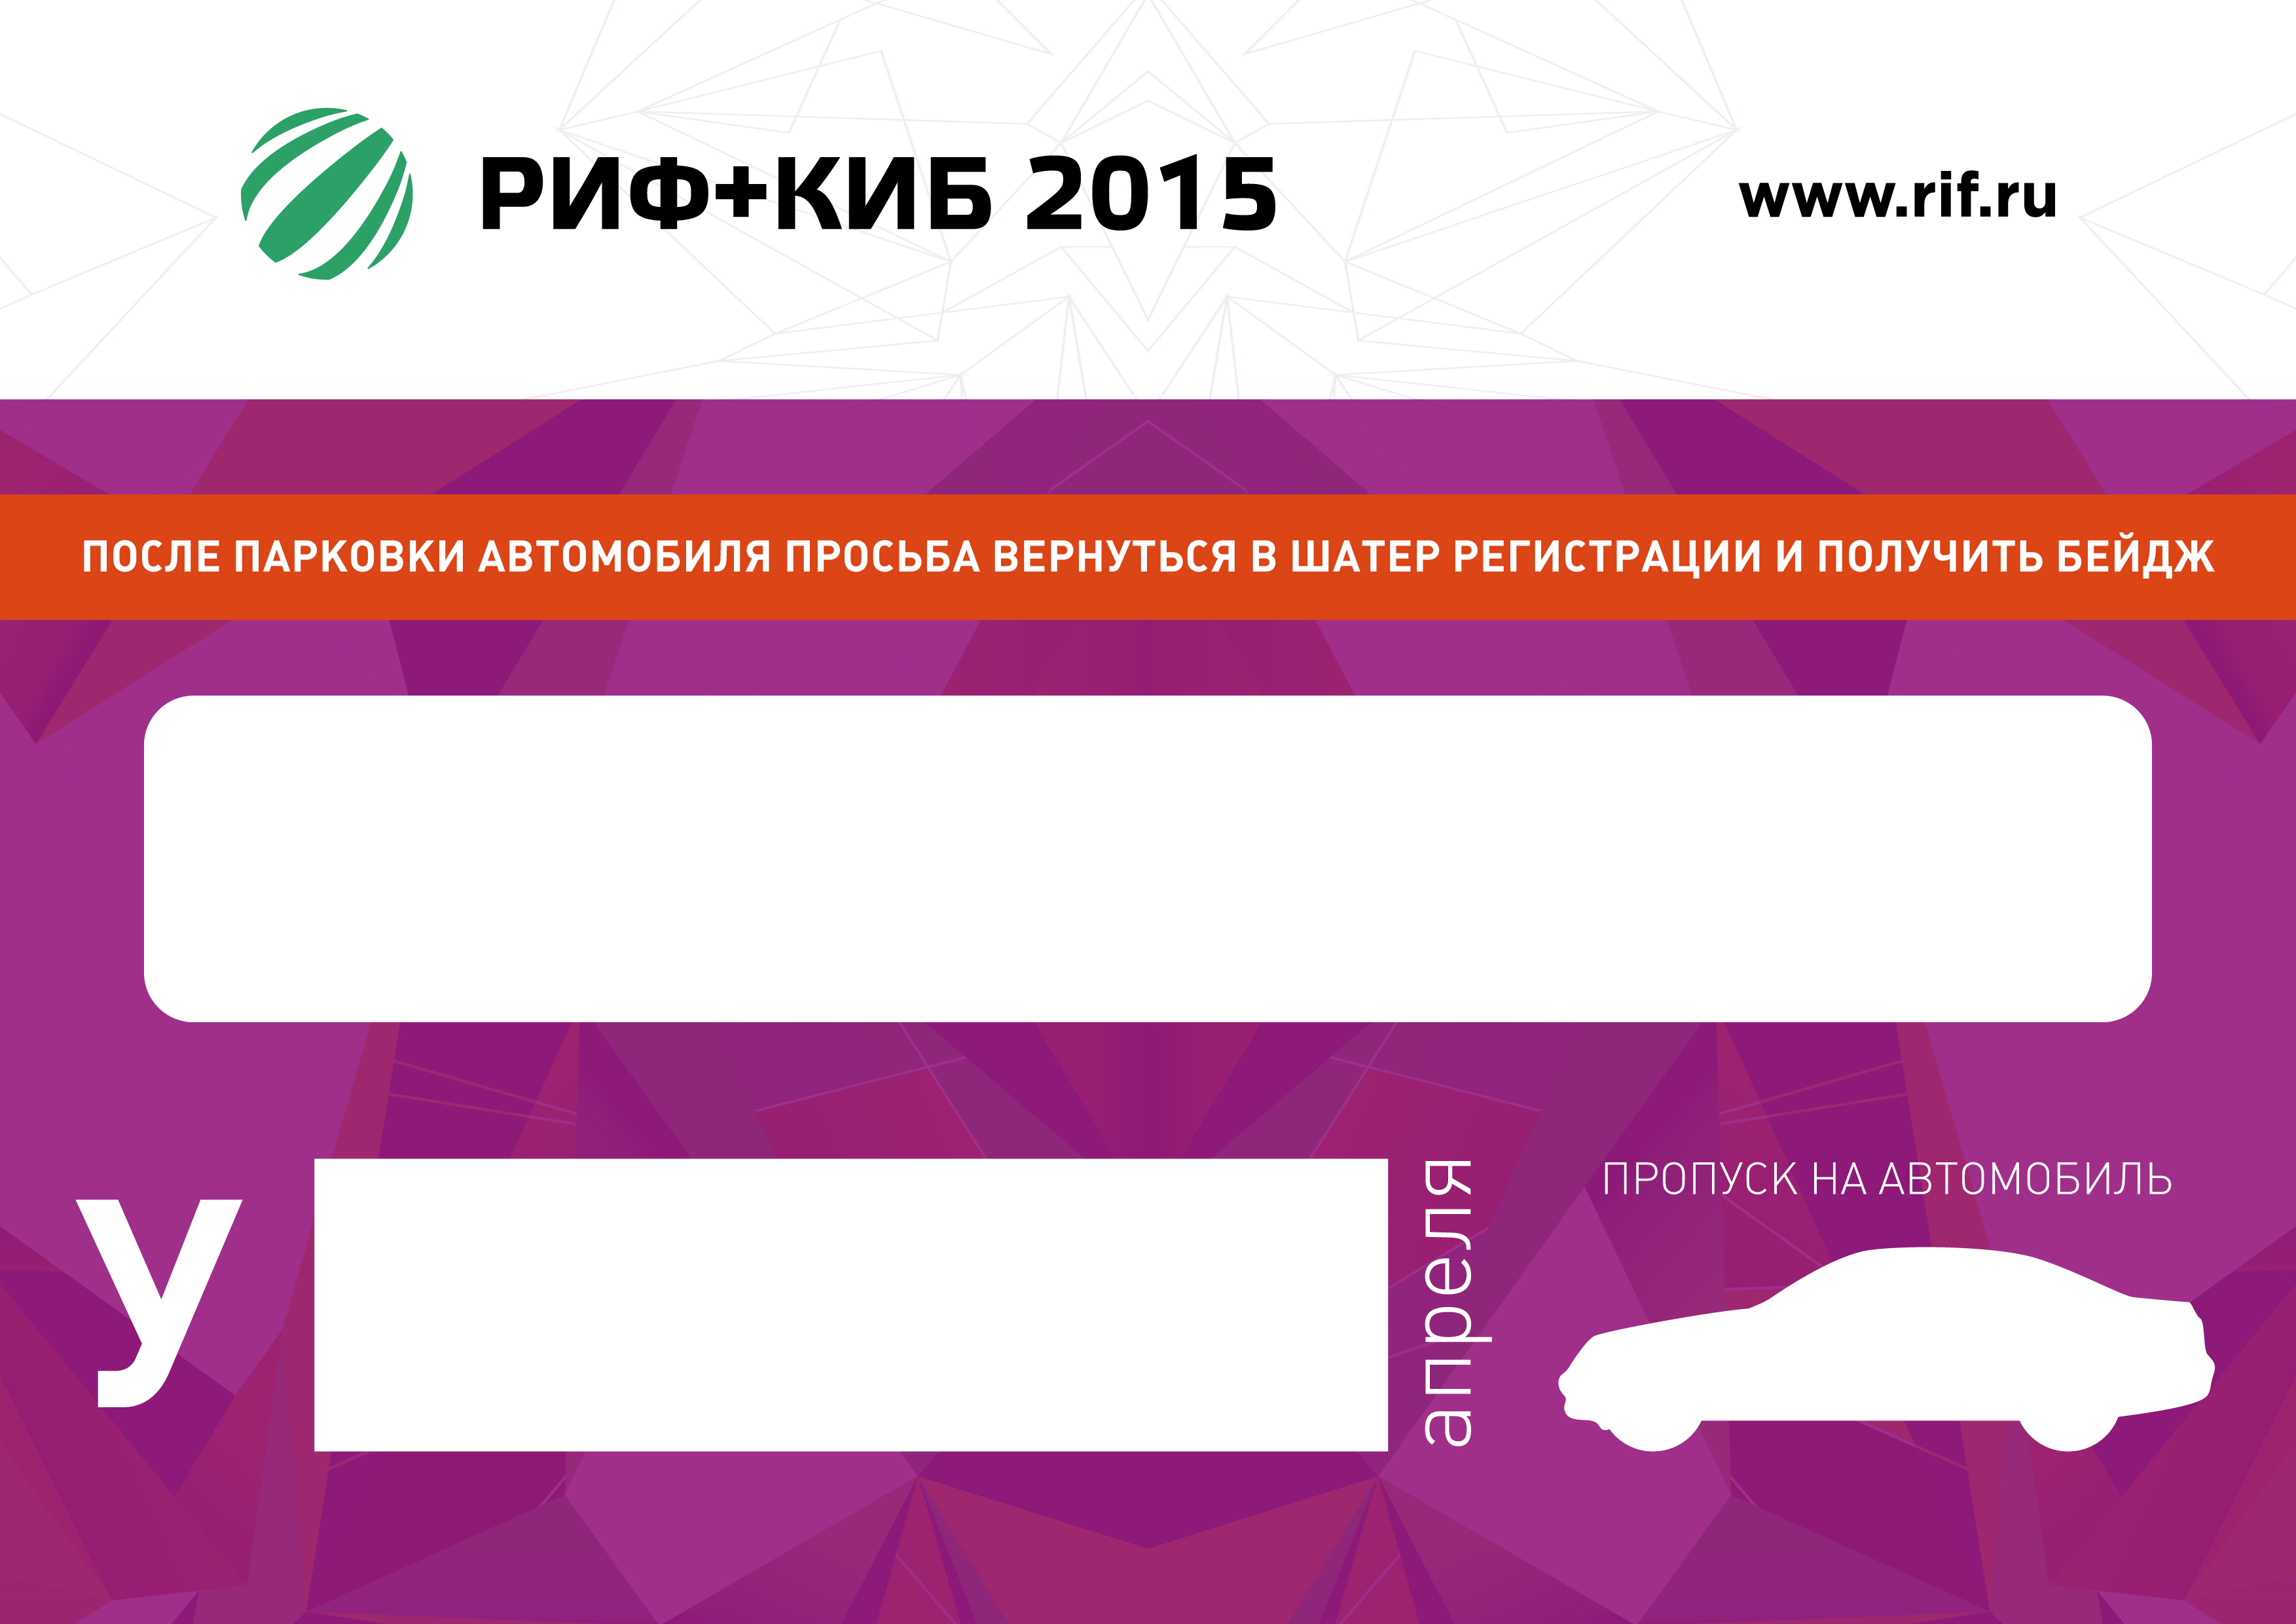 РИФ+КИБ 2015
www.rif.ru
ПОСЛЕ ПАРКОВКИ АВТОМОБИЛЯ ПРОСЬБА ВЕРНУТЬСЯ В ШАТЕР РЕГИСТРАЦИИ И ПОЛУЧИТЬ БЕЙДЖ
у
апреля
ПРОПУСК НА АВТОМОБИЛЬ